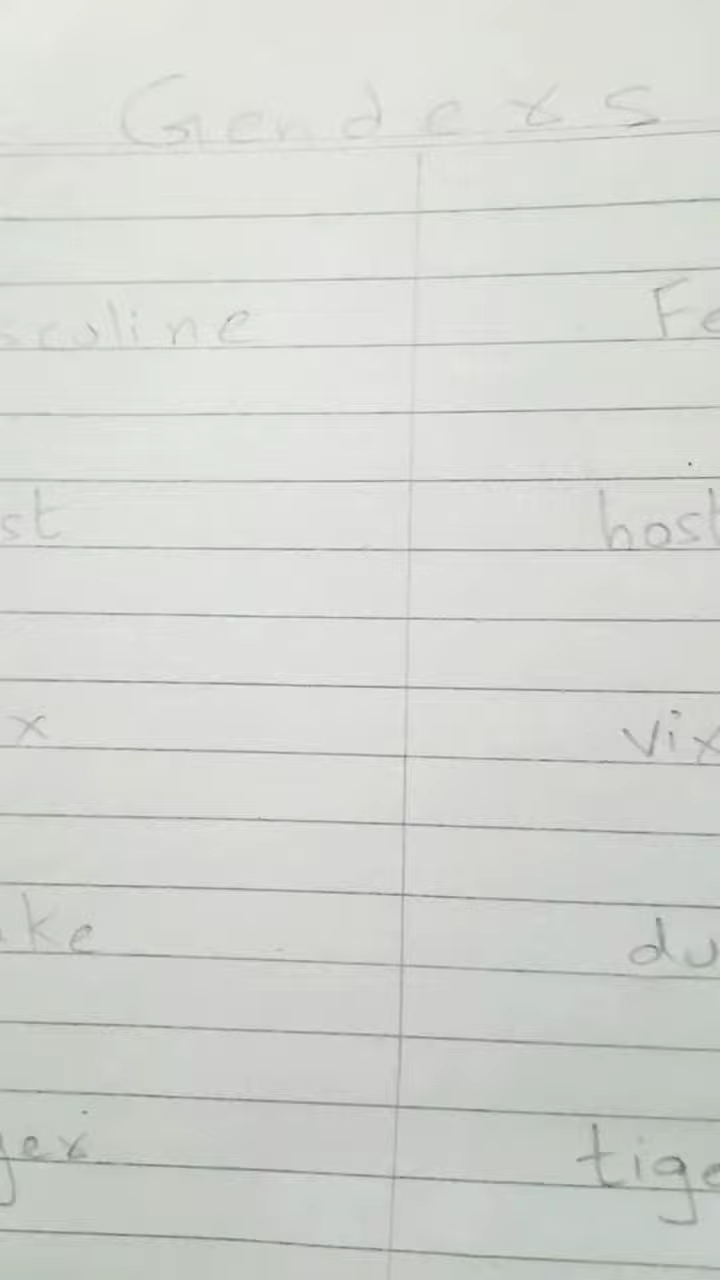 Genders
sculine Fe
st host
x vix
ke du
ger tige